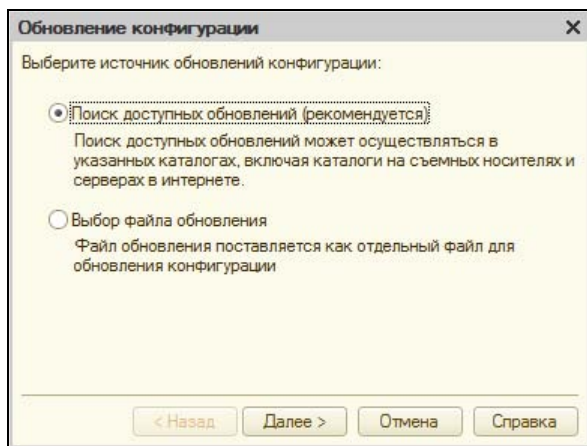 Обновление конфигурации
Выберите источник обновлений конфигурации:
Поиск доступных обновлений (рекомендуется)
Поиск доступных обновлений может осуществляться в
указанных каталогах, включая каталоги на съемных носителях и
серверах в интернете.
Выбор файла обновления
Файл обновления поставляется как отдельный файл для
обновления конфигурации
< Назад Далее > Отмена Справка